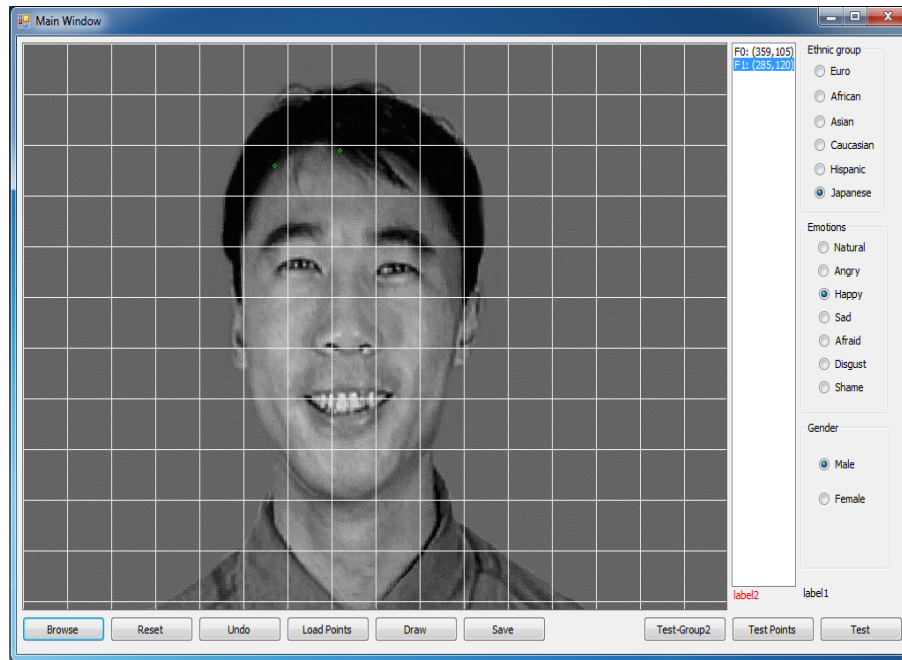 Main Window
F0: (359,105)
F1: (285,120)
Ethnic group
Euro
African
Asian
Caucasian
Hispanic
Japanese
Emotions
Natural
Angry
Happy
Sad
Afraid
Disgust
Shame
Gender
Male
Female
label2
label1
Browse
Reset
Undo
Load Points
Draw
Save
Test-Group2
Test Points
Test